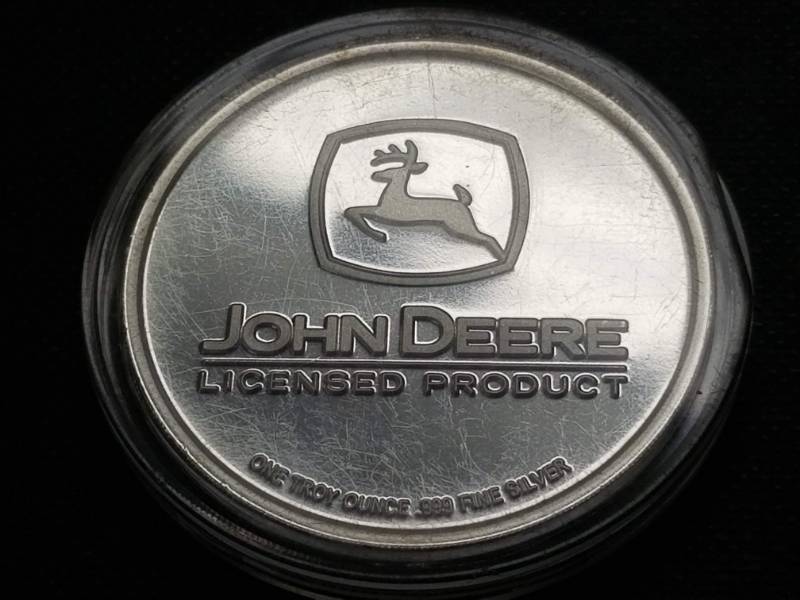 JOHN DEERE
LICENSED PRODUCT
ONE TROY OUNCE .999 FINE SILVER